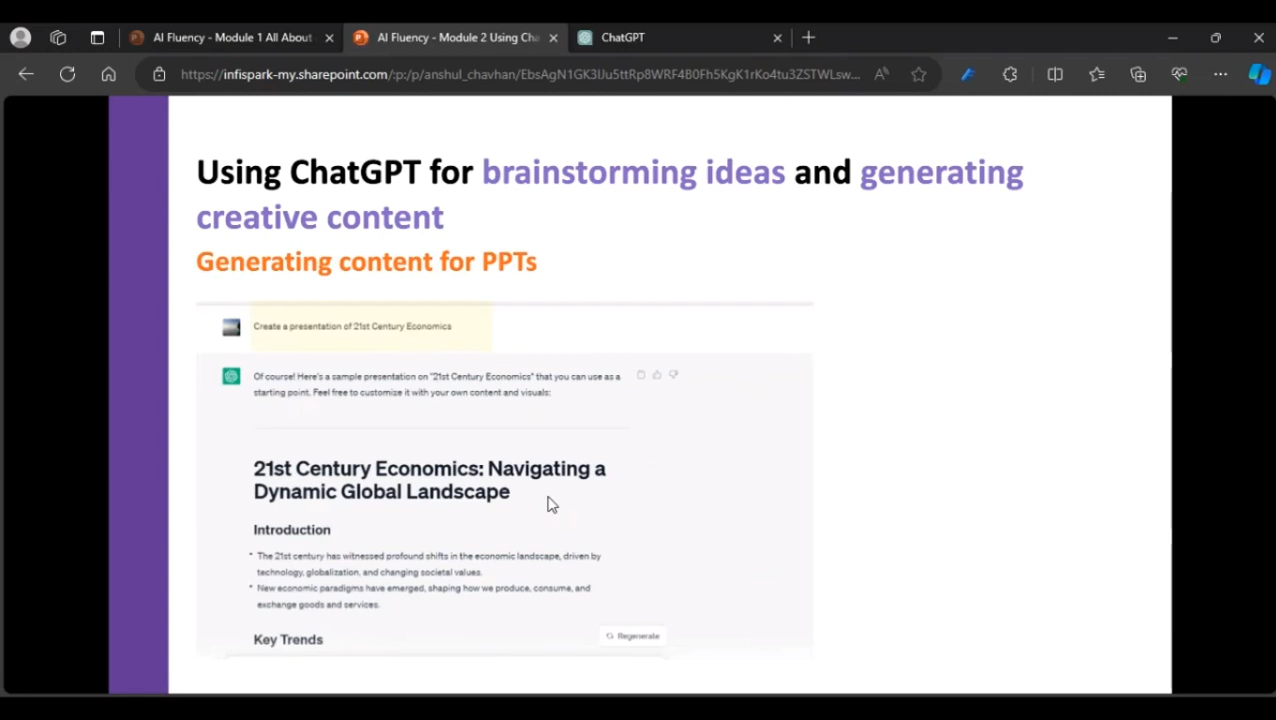 AI Fluency - Module 1 All About
AI Fluency - Module 2 Using Cha
ChatGPT
https://infispark-my.sharepoint.com/:p:/p/anshul_chavhan/EbsAgN1GK3IJu5ttRp8WRF4B0Fh5KgK1rKo4tu3ZSTWLsw...
Using ChatGPT for brainstorming ideas and generating
creative content
Generating content for PPTs
Create a presentation of 21st Century Economics
Of course! Here's a sample presentation on "21st Century Economics" that you can use as a
starting point. Feel free to customize it with your own content and visuals:
21st Century Economics: Navigating a
Dynamic Global Landscape
Introduction
• The 21st century has witnessed profound shifts in the economic landscape, driven by
technology, globalization, and changing societal values.
• New economic paradigms have emerged, shaping how we produce, consume, and
exchange goods and services.
Regenerate
Key Trends